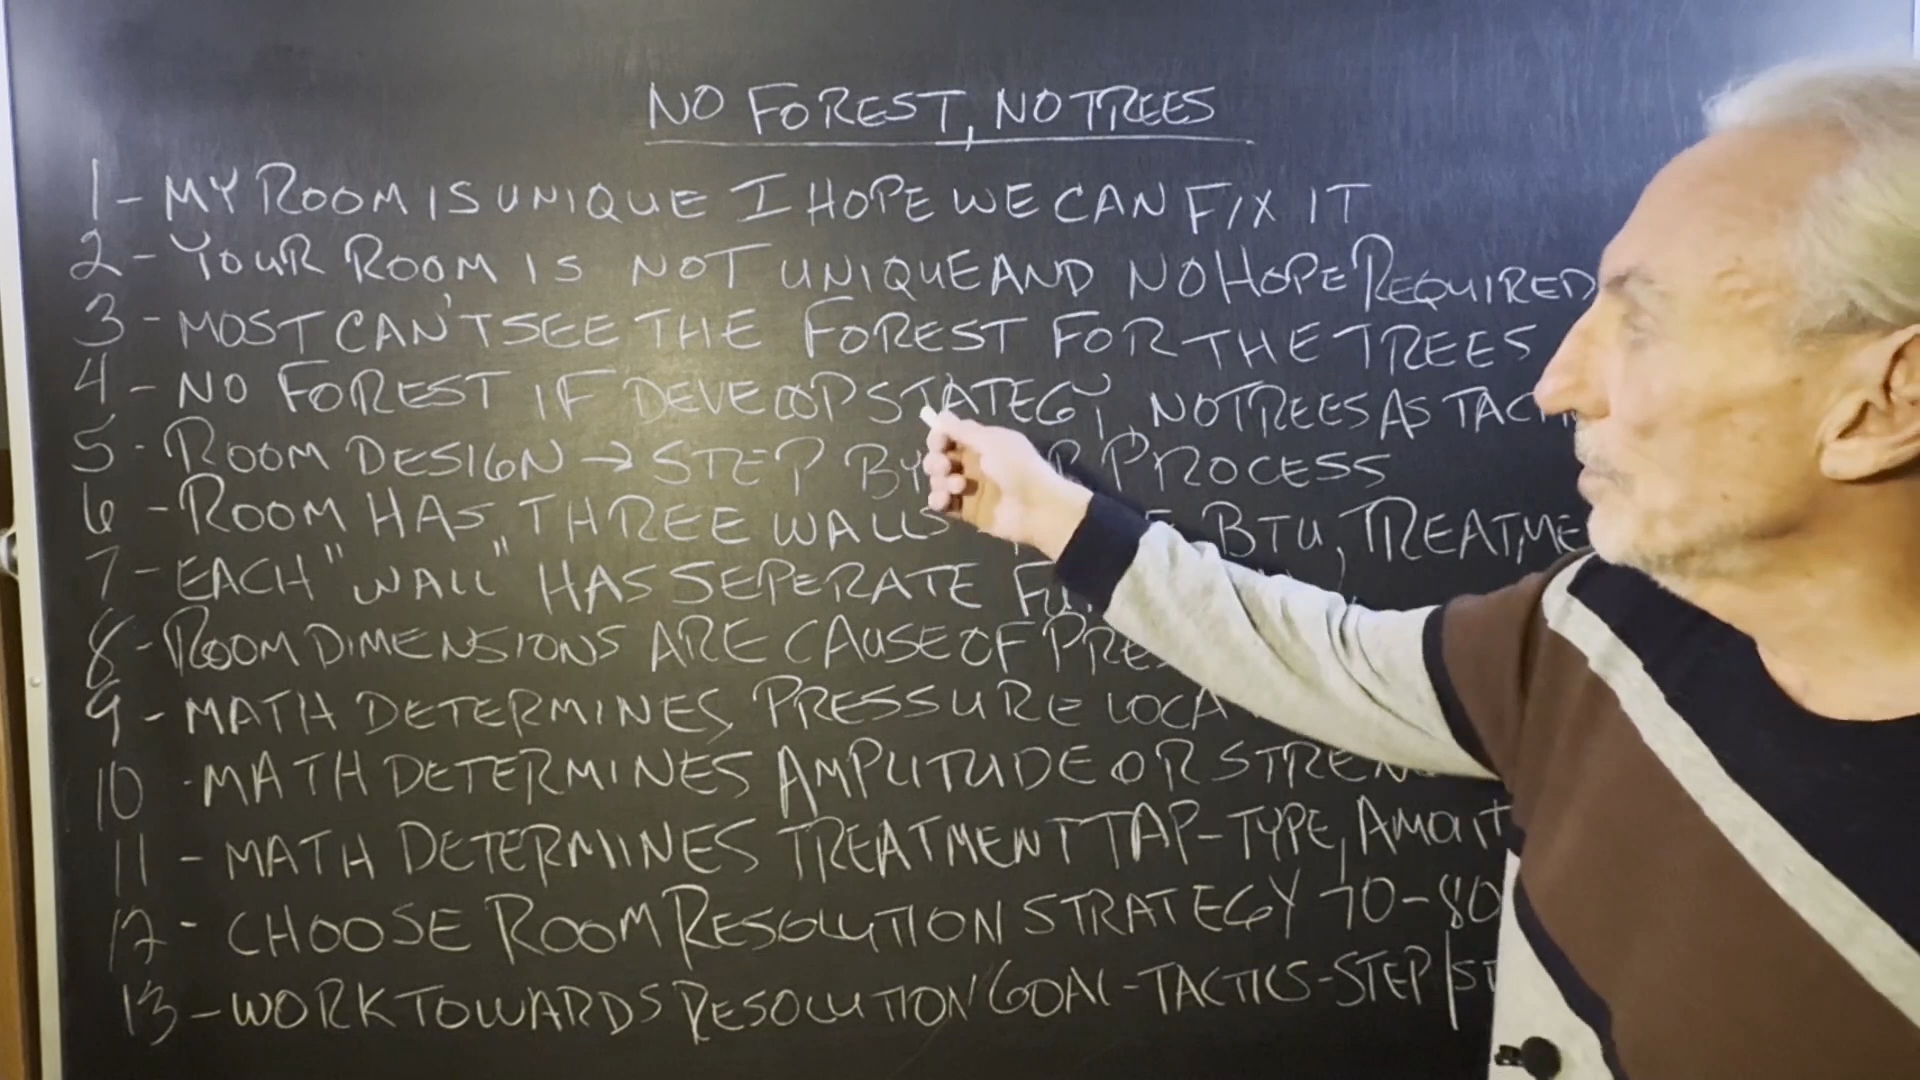 NO FOREST, NO TREES
1 - MY ROOM IS UNIQUE I HOPE WE CAN FIX IT
2 - YOUR ROOM IS NOT UNIQUE AND NO HOPE REQUIRED
3 - MOST CAN'T SEE THE FOREST FOR THE TREES
4 - NO FOREST IF DEVELOP STATEGY, NO TREES AS
5 - ROOM DESIGN → STEP BY PROCESS
6 - ROOM HAS THREE WALLS BTU,
7 - EACH "WALL" HAS SEPERATE
8 - ROOM DIMENSIONS ARE CAUSE OF
9 - MATH DETERMINES PRESSURE
10 - MATH DETERMINES AMPLITUDE OR
11 - MATH DETERMINES TREATMENT TAP - TYPE,
12 - CHOOSE ROOM RESOLUTION STRATEGY 70-80
13 - WORK TOWARDS RESOLUTION GOAL - TACTICS - STEP/